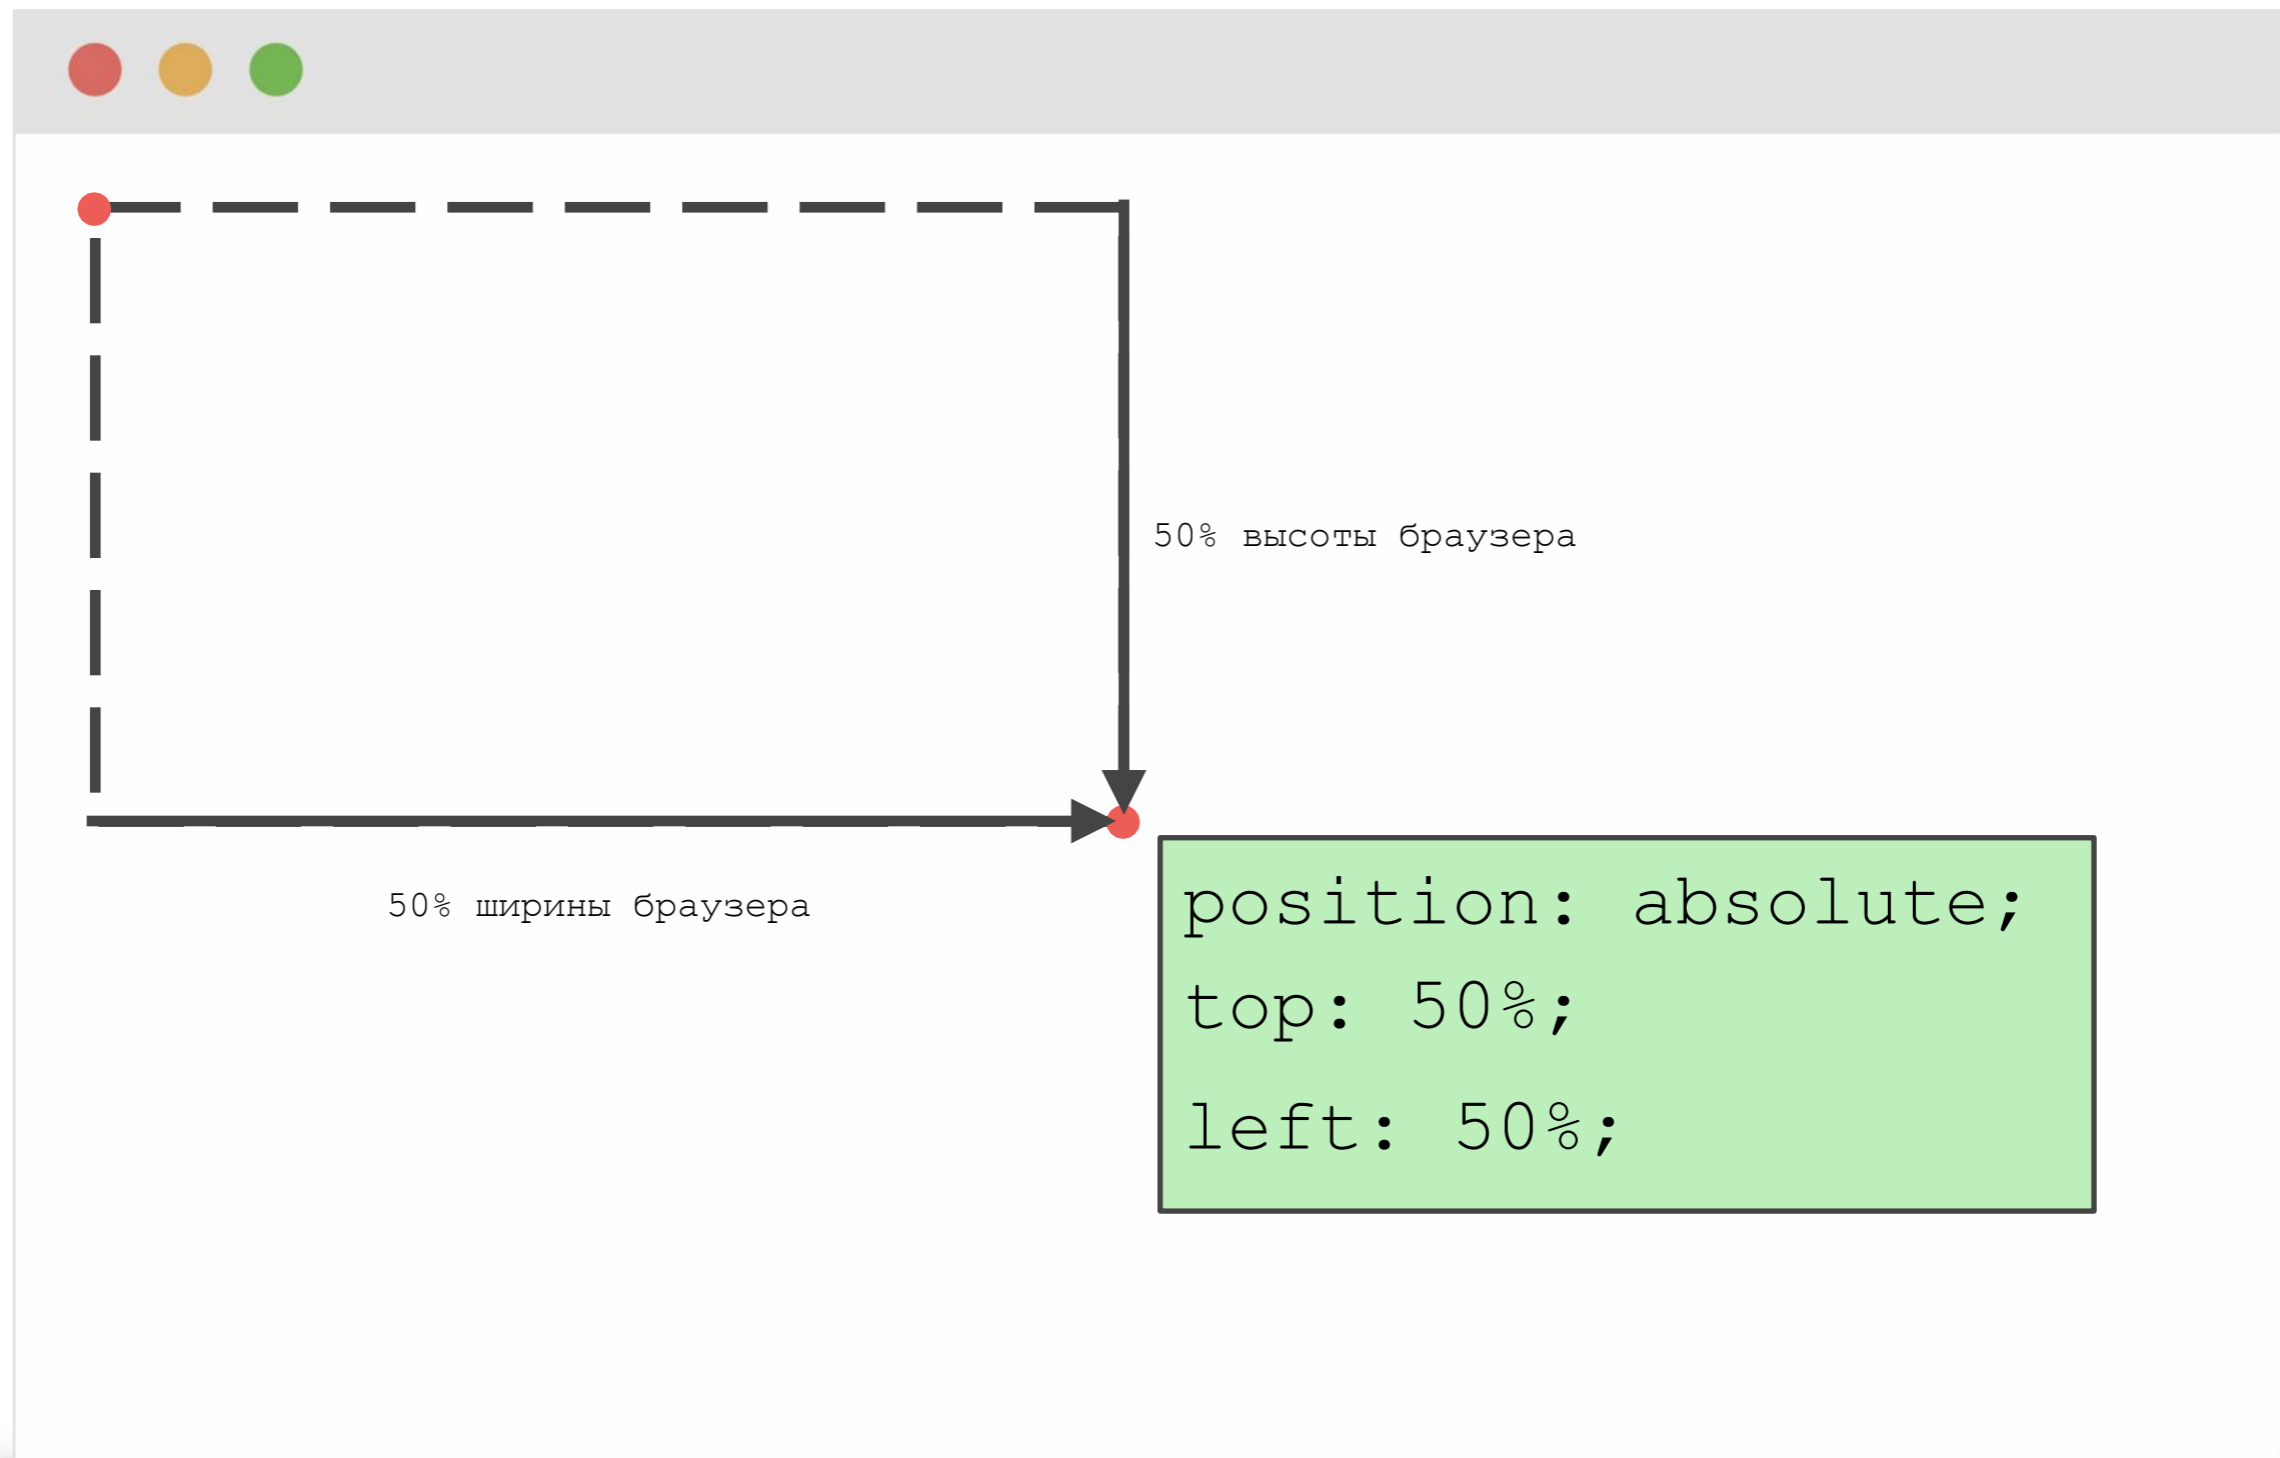 50% высоты браузера
50% ширины браузера
position: absolute;
top: 50%;
left: 50%;